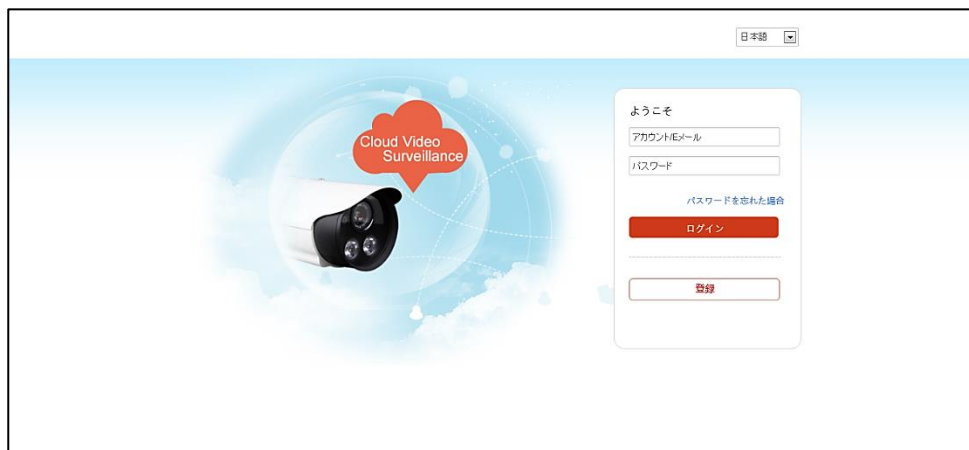 日本語
Cloud Video
Surveillance
ようこそ
アカウント/Eメール
パスワード
パスワードを忘れた場合
ログイン
登録